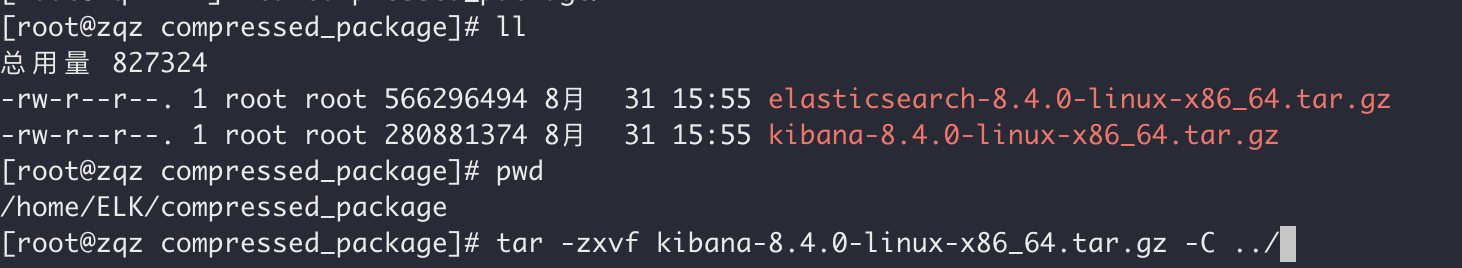 [root@zqz compressed_package]# ll
总用量 827324
-rw-r--r--. 1 root root 566296494 8月  31 15:55 elasticsearch-8.4.0-linux-x86_64.tar.gz
-rw-r--r--. 1 root root 280881374 8月  31 15:55 kibana-8.4.0-linux-x86_64.tar.gz
[root@zqz compressed_package]# pwd
/home/ELK/compressed_package
[root@zqz compressed_package]# tar -zxvf kibana-8.4.0-linux-x86_64.tar.gz -C ../